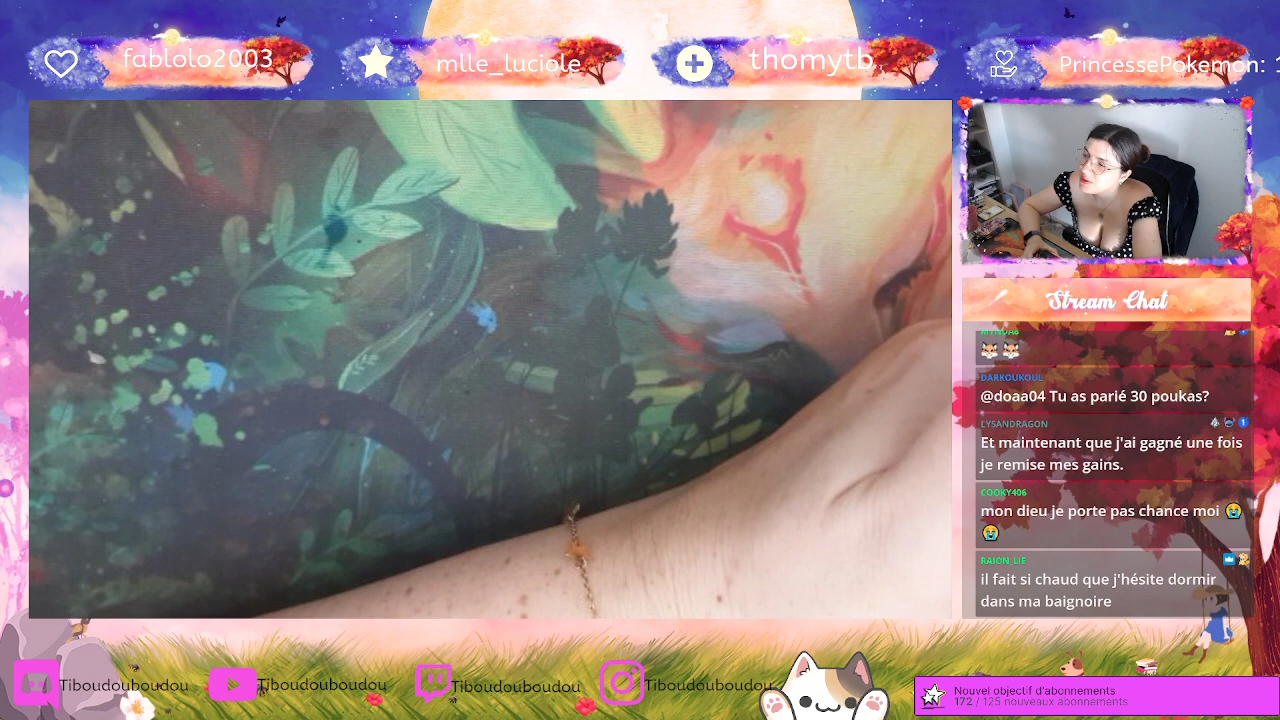 fablolo2003
mlle_luciole
thomytb.
PrincessePokemon: 1
Stream Chat
DARKOUKOUL
@doaa04 Tu as parié 30 poukas?
LYSANDRAGON
Et maintenant que j'ai gagné une fois
je remise mes gains.
COOKY406
mon dieu je porte pas chance moi
RAION_LIE
il fait si chaud que j'hésite dormir
dans ma baignoire
Tiboudouboudou
Tiboudouboudou
Tiboudouboudou
Tiboudouboudou
Nouvel objectif d'abonnements
172 / 125 nouveaux abonnements